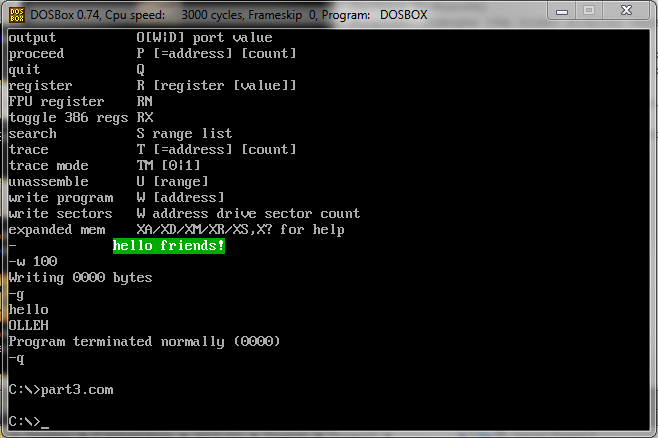 DOSBox 0.74, Cpu speed: 3000 cycles, Frameskip 0, Program: DOSBOX
output O[W|D] port value
proceed P [=address] [count]
quit Q
register R [register [value]]
FPU register RN
toggle 386 regs RX
search S range list
trace T [=address] [count]
trace mode TM [0|1]
unassemble U [range]
write program W [address]
write sectors W address drive sector count
expanded mem XA/XD/XM/XR/XS,X? for help
- hello friends!
-w 100
Writing 0000 bytes
-g
hello
OLLEH
Program terminated normally (0000)
-q
C:\>part3.com
C:\>_